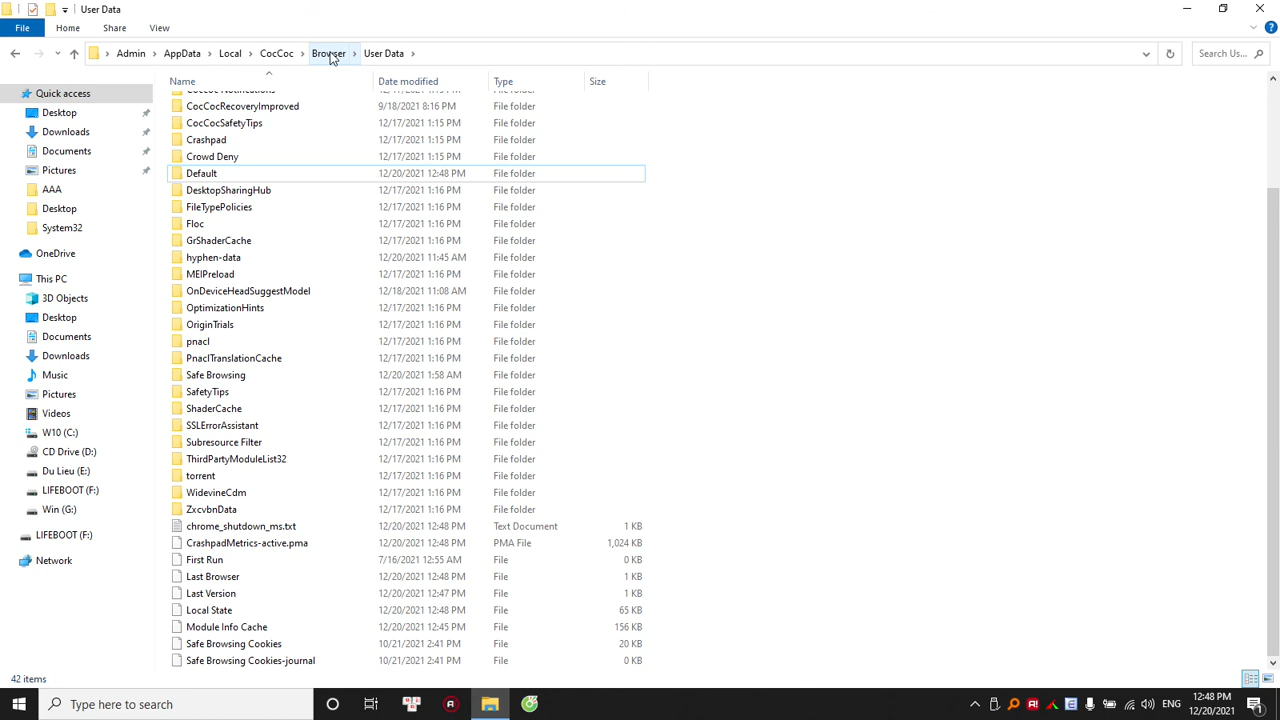 User Data
File Home Share View
Admin AppData Local CocCoc Browser User Data Search Us...
Name Date modified Type Size
CocCocRecoveryImproved 9/18/2021 8:16 PM File folder
CocCocSafetyTips 12/17/2021 1:15 PM File folder
Crashpad 12/17/2021 1:15 PM File folder
Crowd Deny 12/17/2021 1:15 PM File folder
Default 12/20/2021 12:48 PM File folder
DesktopSharingHub 12/17/2021 1:16 PM File folder
FileTypePolicies 12/17/2021 1:16 PM File folder
Floc 12/17/2021 1:16 PM File folder
GrShaderCache 12/17/2021 1:16 PM File folder
hyphen-data 12/20/2021 11:45 AM File folder
MEIPreload 12/17/2021 1:16 PM File folder
OnDeviceHeadSuggestModel 12/18/2021 11:08 AM File folder
OptimizationHints 12/17/2021 1:16 PM File folder
OriginTrials 12/17/2021 1:16 PM File folder
pnacl 12/17/2021 1:16 PM File folder
PnaclTranslationCache 12/17/2021 1:16 PM File folder
Safe Browsing 12/20/2021 1:58 AM File folder
SafetyTips 12/17/2021 1:16 PM File folder
ShaderCache 12/17/2021 1:16 PM File folder
SSLErrorAssistant 12/17/2021 1:16 PM File folder
Subresource Filter 12/17/2021 1:16 PM File folder
ThirdPartyModuleList32 12/17/2021 1:16 PM File folder
torrent 12/17/2021 1:16 PM File folder
WidevineCdm 12/17/2021 1:16 PM File folder
ZxcvbnData 12/17/2021 1:16 PM File folder
chrome_shutdown_ms.txt 12/20/2021 12:48 PM Text Document 1 KB
CrashpadMetrics-active.pma 12/20/2021 12:48 PM PMA File 1,024 KB
First Run 7/16/2021 12:55 AM File 0 KB
Last Browser 12/20/2021 12:48 PM File 1 KB
Last Version 12/20/2021 12:47 PM File 1 KB
Local State 12/20/2021 12:48 PM File 65 KB
Module Info Cache 12/20/2021 12:45 PM File 156 KB
Safe Browsing Cookies 10/21/2021 2:41 PM File 20 KB
Safe Browsing Cookies-journal 10/21/2021 2:41 PM File 0 KB
Quick access
Desktop
Downloads
Documents
Pictures
AAA
Desktop
System32
OneDrive
This PC
3D Objects
Desktop
Documents
Downloads
Music
Pictures
Videos
W10 (C:)
CD Drive (D:)
Du Lieu (E:)
LIFEBOOT (F:)
Win (G:)
LIFEBOOT (F:)
Network
42 items
Type here to search
ENG
12:48 PM
12/20/2021